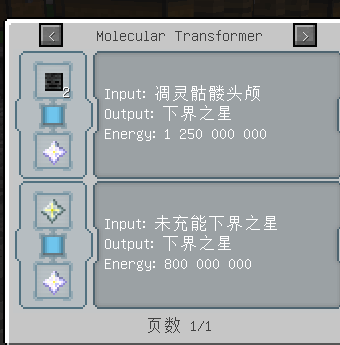 < Molecular Transformer >
2
Input: 凋灵骷髅头颅
Output: 下界之星
Energy: 1 250 000 000
Input: 未充能下界之星
Output: 下界之星
Energy: 800 000 000
页数 1/1